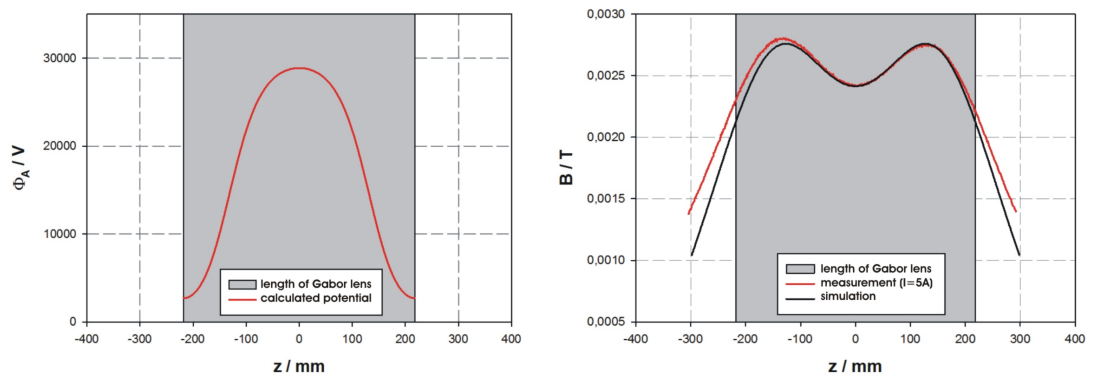 30000
20000
10000
0
Φ_A / V
-400 -300 -200 -100 0 100 200 300 400
z / mm
length of Gabor lens
calculated potential
0,0030
0,0025
0,0020
0,0015
0,0010
0,0005
B / T
-400 -300 -200 -100 0 100 200 300 400
z / mm
length of Gabor lens
measurement (I=5A)
simulation